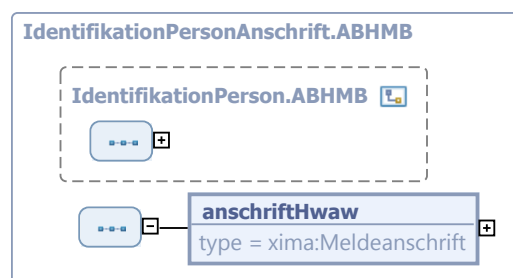 IdentifikationPersonAnschrift.ABHMB
IdentifikationPerson.ABHMB
anschriftHwaw
type = xima:Meldeanschrift